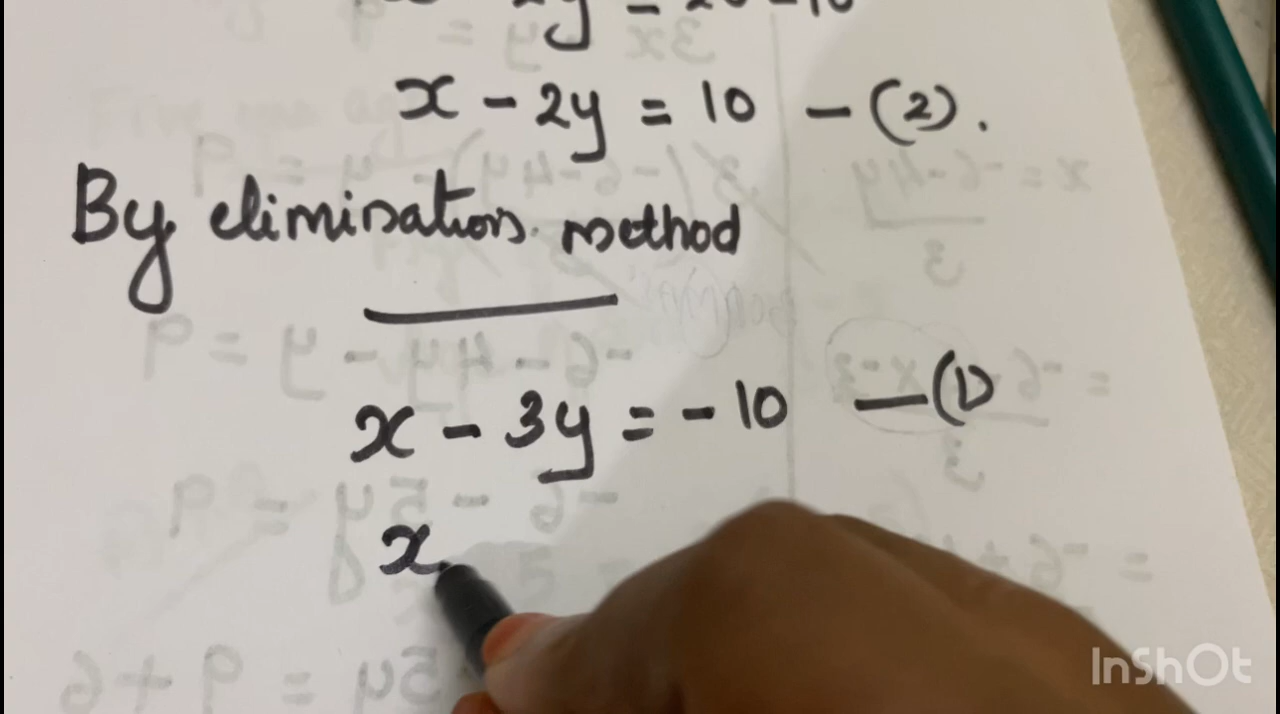 x - 2y = 10 - (2).
By elimination method
x - 3y = -10 — (1)
x
InShOt